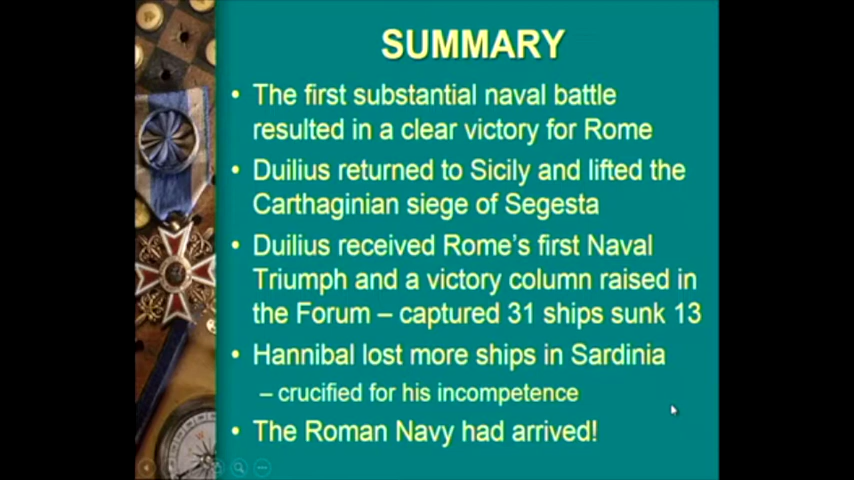 SUMMARY
• The first substantial naval battle
resulted in a clear victory for Rome
• Duilius returned to Sicily and lifted the
Carthaginian siege of Segesta
• Duilius received Rome's first Naval
Triumph and a victory column raised in
the Forum – captured 31 ships sunk 13
• Hannibal lost more ships in Sardinia
– crucified for his incompetence
• The Roman Navy had arrived!